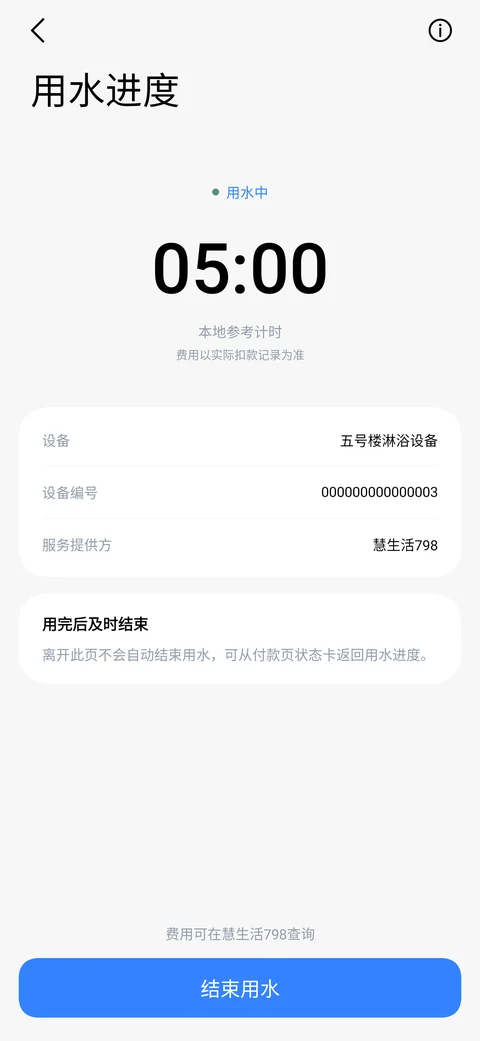 用水进度
用水中
05:00
本地参考计时
费用以实际扣款记录为准
设备
五号楼淋浴设备
设备编号
000000000000003
服务提供方
慧生活798
用完后及时结束
离开此页不会自动结束用水，可从付款页状态卡返回用水进度。
费用可在慧生活798查询
结束用水